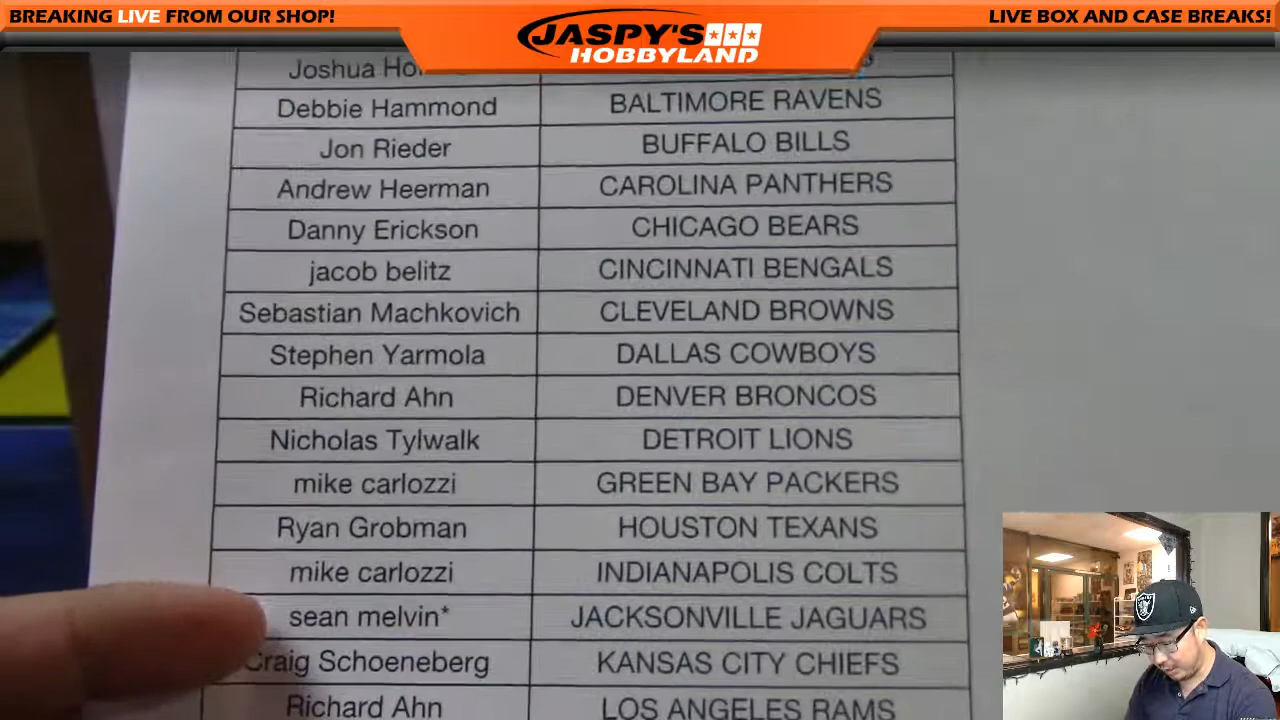 BREAKING LIVE FROM OUR SHOP!
JASPY'S
HOBBYLAND
LIVE BOX AND CASE BREAKS!
Joshua
Debbie Hammond BALTIMORE RAVENS
Jon Rieder BUFFALO BILLS
Andrew Heerman CAROLINA PANTHERS
Danny Erickson CHICAGO BEARS
jacob belitz CINCINNATI BENGALS
Sebastian Machkovich CLEVELAND BROWNS
Stephen Yarmola DALLAS COWBOYS
Richard Ahn DENVER BRONCOS
Nicholas Tylwalk DETROIT LIONS
mike carlozzi GREEN BAY PACKERS
Ryan Grobman HOUSTON TEXANS
mike carlozzi INDIANAPOLIS COLTS
sean melvin* JACKSONVILLE JAGUARS
Craig Schoeneberg KANSAS CITY CHIEFS
Richard Ahn LOS ANGELES RAMS